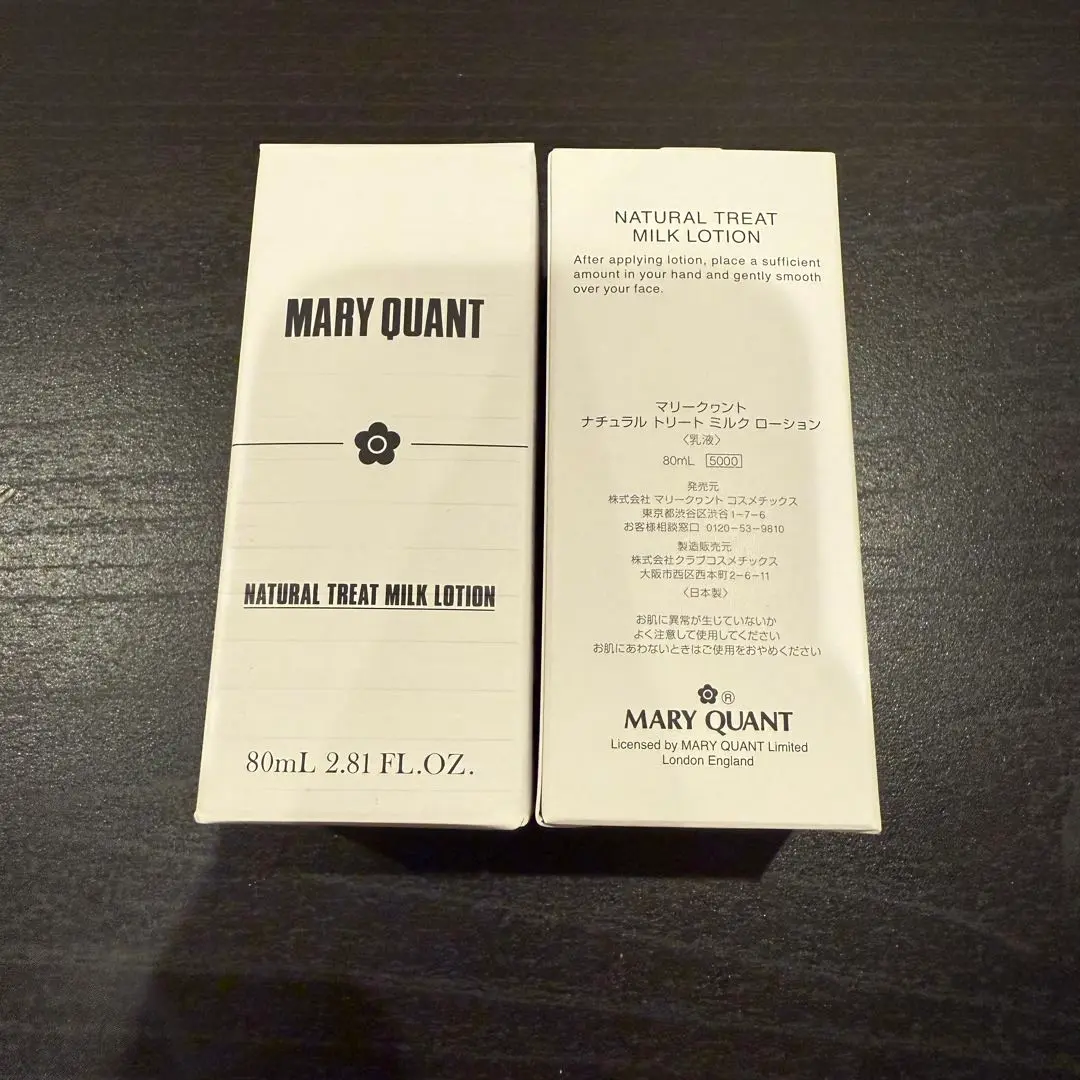 MARY QUANT
NATURAL TREAT MILK LOTION
80mL 2.81 FL.OZ.
NATURAL TREAT
MILK LOTION
After applying lotion, place a sufficient
amount in your hand and gently smooth
over your face.
マリークヮント
ナチュラル トリート ミルク ローション
〈乳液〉
80mL 5000
発売元
株式会社 マリークヮント コスメチックス
東京都渋谷区渋谷1-7-6
お客様相談窓口 0120-53-9810
製造販売元
株式会社クラブコスメチックス
大阪市西区西本町2-6-11
〈日本製〉
お肌に異常が生じていないか
よく注意して使用してください
お肌にあわないときはご使用をおやめください
®
MARY QUANT
Licensed by MARY QUANT Limited
London England